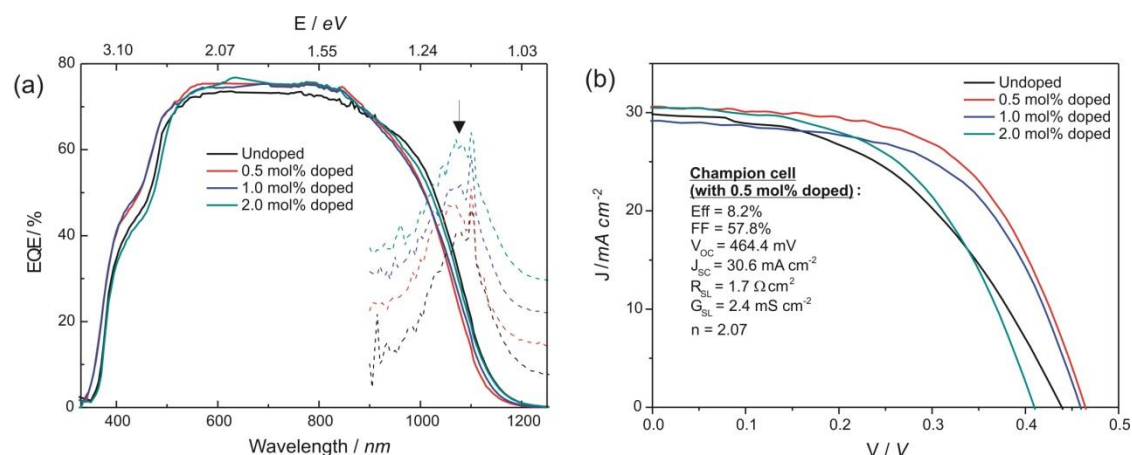 (a)
E / eV
3.10 2.07 1.55 1.24 1.03
80
60
40
20
0
EQE/%
Undoped
0.5 mol% doped
1.0 mol% doped
2.0 mol% doped
400 600 800 1000 1200
Wavelength / nm
(b)
30
20
10
0
J /mA cm-2
Undoped
0.5 mol% doped
1.0 mol% doped
2.0 mol% doped
Champion cell
(with 0.5 mol% doped) :
Eff = 8.2%
FF = 57.8%
VOC = 464.4 mV
JSC = 30.6 mA cm-2
RSL = 1.7 Ω cm2
GSL = 2.4 mS cm-2
n = 2.07
0.0 0.1 0.2 0.3 0.4 0.5
V / V